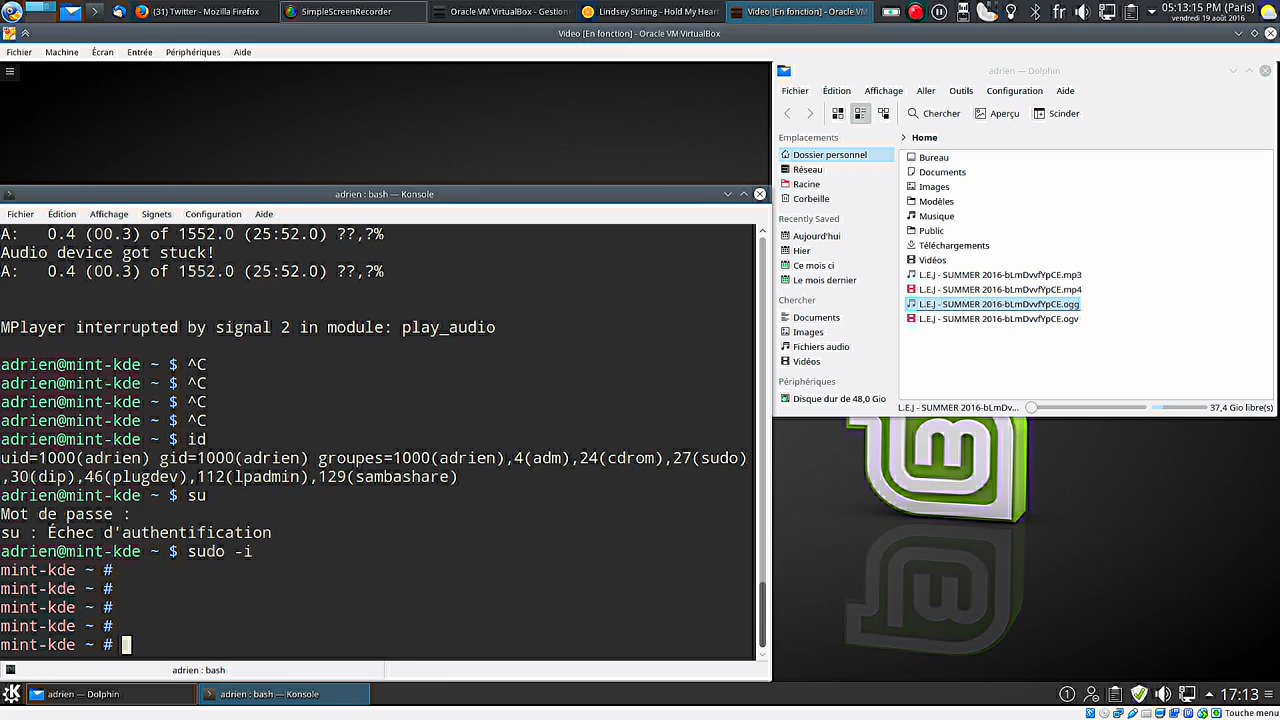 (31) Twitter - Mozilla Firefox
SimpleScreenRecorder
Oracle VM VirtualBox - Gestion
Lindsey Stirling - Hold My Heart
Video [En fonction] - Oracle VM
fr
05:13:15 PM (Paris)
vendredi 19 août 2016
Video [En fonction] - Oracle VM VirtualBox
Fichier Machine Écran Entrée Périphériques Aide
adrien — Dolphin
Fichier Édition Affichage Aller Outils Configuration Aide
Chercher Aperçu Scinder
Emplacements
Dossier personnel
Réseau
Racine
Corbeille
Recently Saved
Aujourd'hui
Hier
Ce mois ci
Le mois dernier
Chercher
Documents
Images
Fichiers audio
Vidéos
Périphériques
Disque dur de 48,0 Gio
Home
Bureau
Documents
Images
Modèles
Musique
Public
Téléchargements
Vidéos
L.E.J - SUMMER 2016-bLmDvvfYpCE.mp3
L.E.J - SUMMER 2016-bLmDvvfYpCE.mp4
L.E.J - SUMMER 2016-bLmDvvfYpCE.ogg
L.E.J - SUMMER 2016-bLmDvvfYpCE.ogv
L.E.J - SUMMER 2016-bLmDv... 37,4 Gio libre(s)
adrien : bash — Konsole
Fichier Édition Affichage Signets Configuration Aide
A: 0.4 (00.3) of 1552.0 (25:52.0) ??,?%
Audio device got stuck!
A: 0.4 (00.3) of 1552.0 (25:52.0) ??,?%
MPlayer interrupted by signal 2 in module: play_audio
adrien@mint-kde ~ $ ^C
adrien@mint-kde ~ $ ^C
adrien@mint-kde ~ $ ^C
adrien@mint-kde ~ $ ^C
adrien@mint-kde ~ $ id
uid=1000(adrien) gid=1000(adrien) groupes=1000(adrien),4(adm),24(cdrom),27(sudo)
,30(dip),46(plugdev),112(lpadmin),129(sambashare)
adrien@mint-kde ~ $ su
Mot de passe :
su : Échec d'authentification
adrien@mint-kde ~ $ sudo -i
mint-kde ~ #
mint-kde ~ #
mint-kde ~ #
mint-kde ~ #
mint-kde ~ #
adrien : bash
adrien — Dolphin
adrien : bash — Konsole
17:13
Touche menu